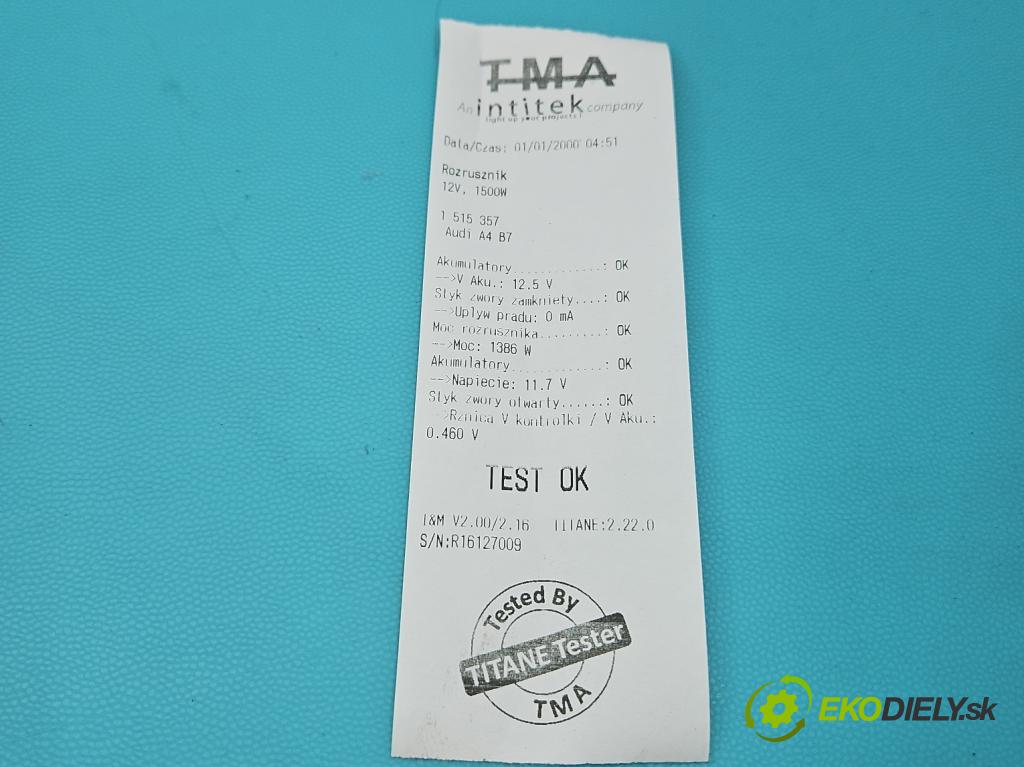 TMA
An intitek company
light up your projects !
Data/Czas: 01/01/2000 04:51
Rozrusznik
12V, 1500W
1 515 357
Audi A4 B7
Akumulatory............: OK
-->V Aku.: 12.5 V
Styk zwory zamkniety....: OK
-->Uplyw pradu: 0 mA
Moc rozrusznika.........: OK
-->Moc: 1386 W
Akumulatory.............: OK
-->Napiecie: 11.7 V
Styk zwory otwarty......: OK
-->Rznica V kontrolki / V Aku.:
0.460 V
TEST OK
I&M V2.00/2.16 TITANE:2.22.0
S/N:R16127009
Tested By
TITANE Tester
TMA
EKODIELY.sk